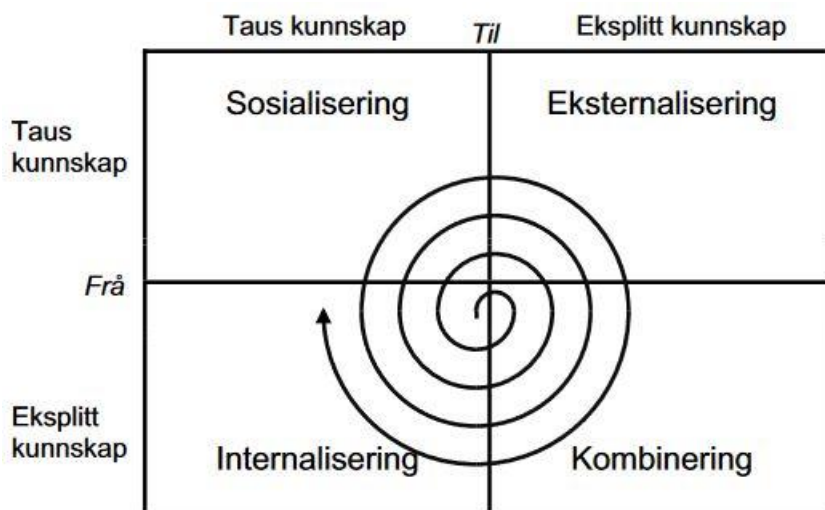 Taus kunnskap
Til
Eksplitt kunnskap
Sosialisering
Eksternalisering
Taus
kunnskap
Frå
Eksplitt
kunnskap
Internalisering
Kombinering